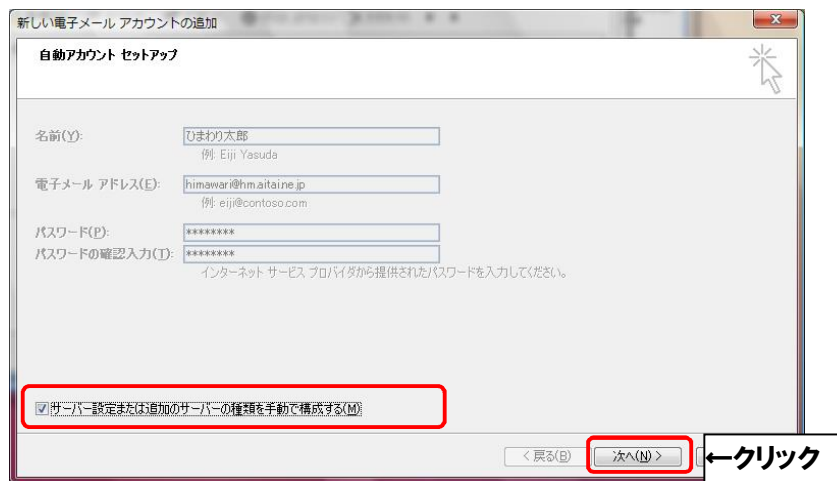 新しい電子メール アカウントの追加
自動アカウント セットアップ
名前(Y):
ひまわり太郎
例: Eiji Yasuda
電子メール アドレス(E):
himawari@hm.aitai.ne.jp
例: eiji@contoso.com
パスワード(P):
********
パスワードの確認入力(T):
********
インターネット サービス プロバイダから提供されたパスワードを入力してください。
サーバー設定または追加のサーバーの種類を手動で構成する(M)
< 戻る(B)
次へ(N) >
←クリック